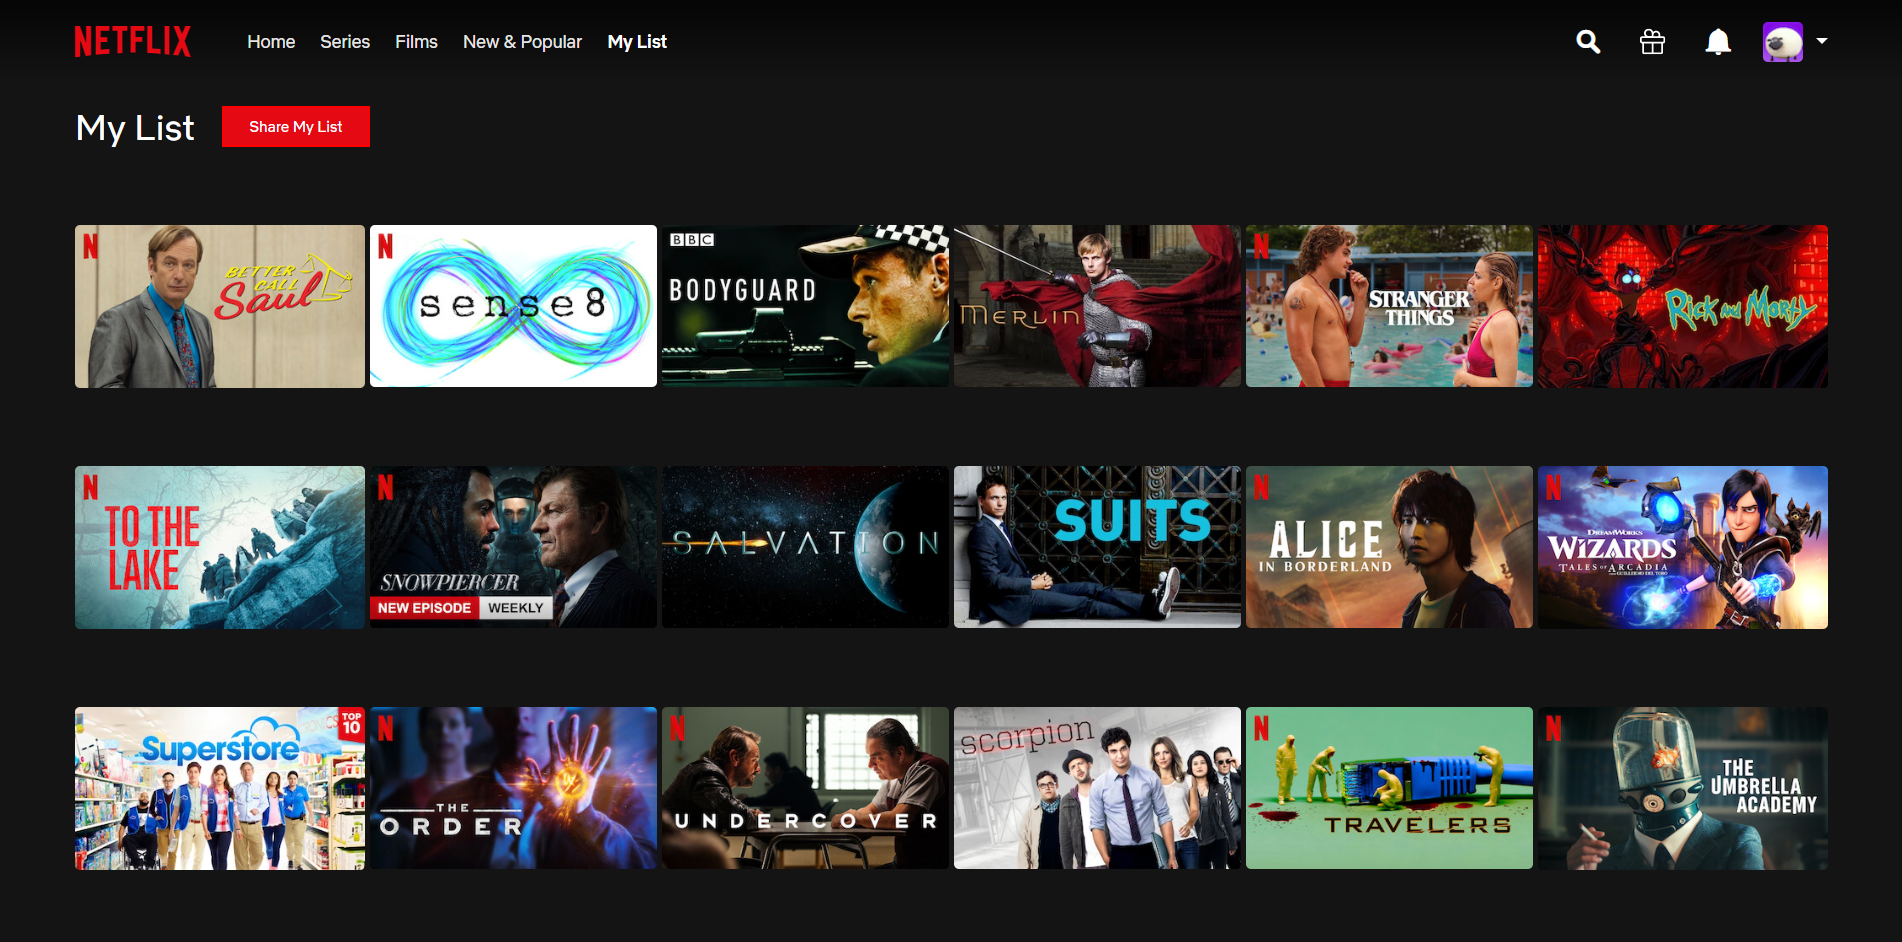 NETFLIX
Home Series Films New & Popular My List
My List
Share My List
N
BETTER
CALL
Saul
N
sense8
BBC
BODYGUARD
MERLIN
N
STRANGER
THINGS
Rick and Morty
N
TO THE
LAKE
N
SNOWPIERCER
NEW EPISODE WEEKLY
SALVATION
SUITS
N
ALICE
IN BORDERLAND
N
DREAMWORKS
WIZARDS
TALES OF ARCADIA
Superstore
TOP
10
N
THE
ORDER
N
UNDERCOVER
scorpion
N
TRAVELERS
N
THE
UMBRELLA
ACADEMY